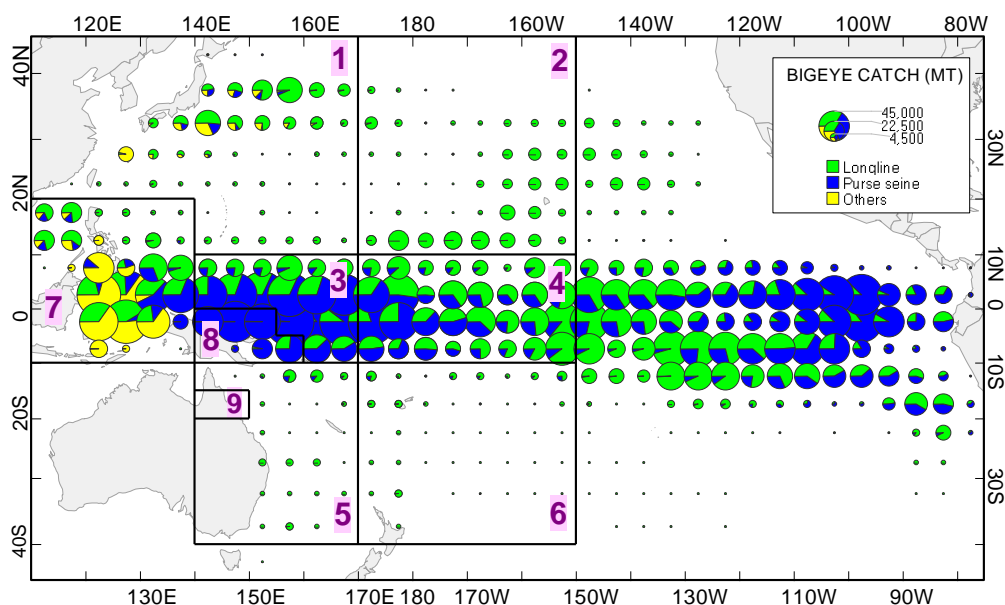 120E 140E 160E 180 160W 140W 120W 100W 80W
40N
1
2
BIGEYE CATCH (MT)
45,000
22,500
4,500
Longline
Purse seine
Others
30N
20N
10N
3
4
7
0
0
8
10S
10S
9
20S
5
6
30S
40S
130E 150E 170E 180 170W 150W 130W 110W 90W